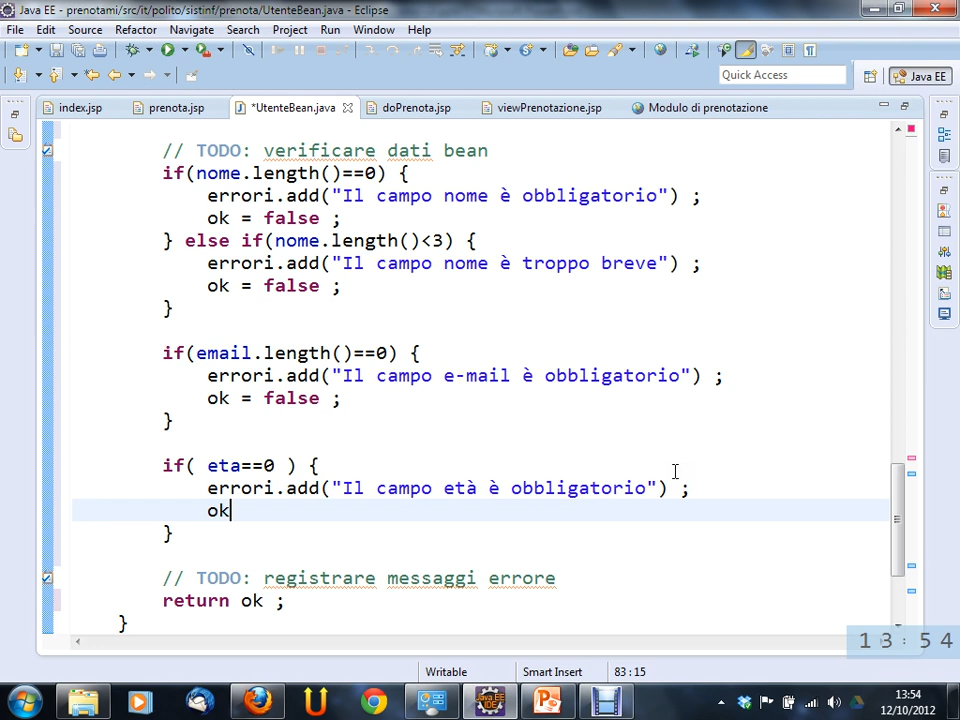 Java EE - prenotami/src/it/polito/sistinf/prenota/UtenteBean.java - Eclipse
File Edit Source Refactor Navigate Search Project Run Window Help
Quick Access
Java EE
index.jsp prenota.jsp *UtenteBean.java doPrenota.jsp viewPrenotazione.jsp Modulo di prenotazione
// TODO: verificare dati bean
if(nome.length()==0) {
errori.add("Il campo nome è obbligatorio") ;
ok = false ;
} else if(nome.length()<3) {
errori.add("Il campo nome è troppo breve") ;
ok = false ;
}
if(email.length()==0) {
errori.add("Il campo e-mail è obbligatorio") ;
ok = false ;
}
if( eta==0 ) {
errori.add("Il campo età è obbligatorio") ;
ok
}
// TODO: registrare messaggi errore
return ok ;
}
13:54
Writable Smart Insert 83 : 15
13:54
12/10/2012